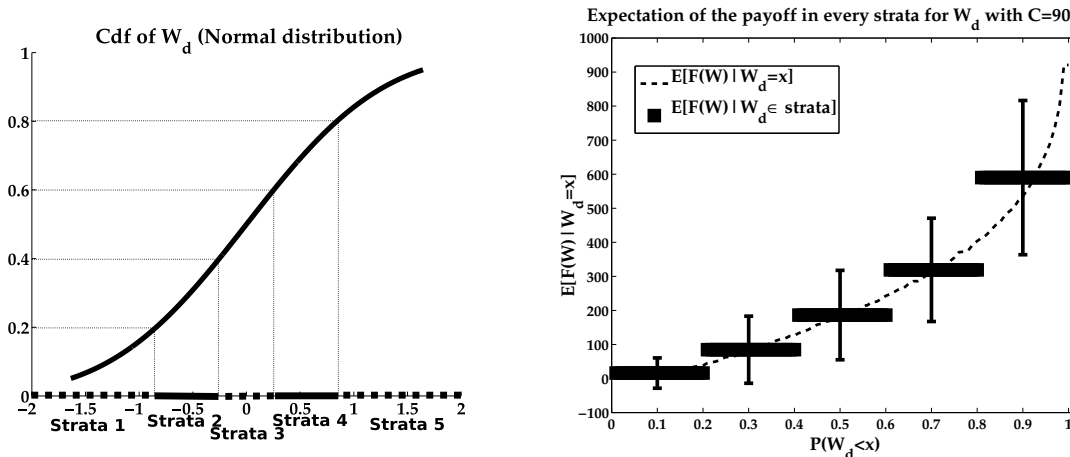 Cdf of W_d (Normal distribution)
1
0.8
0.6
0.4
0.2
0
−2 −1.5 −1 −0.5 0 0.5 1 1.5 2
Strata 1 Strata 2 Strata 3 Strata 4 Strata 5
Expectation of the payoff in every strata for W_d with C=90
E[F(W) | W_d=x]
1000
900
800
700
600
500
400
300
200
100
0
−100
E[F(W) | W_d=x]
E[F(W) | W_d∈ strata]
0 0.1 0.2 0.3 0.4 0.5 0.6 0.7 0.8 0.9 1
P(W_d<x)